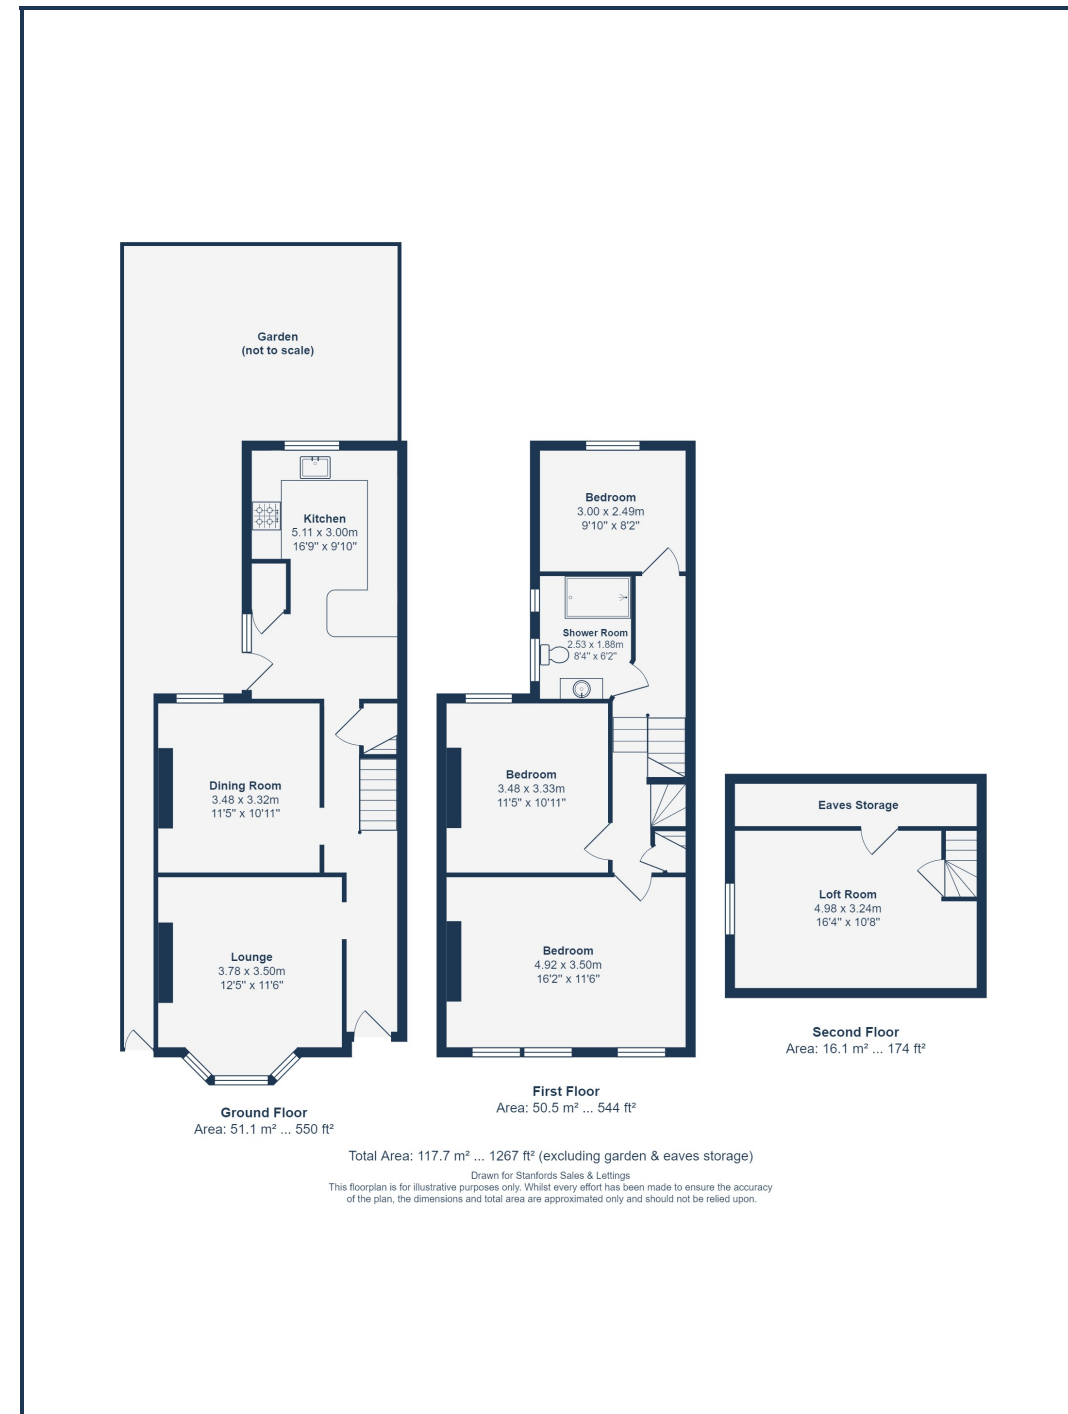 Garden
(not to scale)
Kitchen
5.11 x 3.00m
16'9" x 9'10"
Dining Room
3.48 x 3.32m
11'5" x 10'11"
Lounge
3.78 x 3.50m
12'5" x 11'6"
Ground Floor
Area: 51.1 m² ... 550 ft²
Bedroom
3.00 x 2.49m
9'10" x 8'2"
Shower Room
2.53 x 1.88m
8'4" x 6'2"
Bedroom
3.48 x 3.33m
11'5" x 10'11"
Bedroom
4.92 x 3.50m
16'2" x 11'6"
First Floor
Area: 50.5 m² ... 544 ft²
Eaves Storage
Loft Room
4.98 x 3.24m
16'4" x 10'8"
Second Floor
Area: 16.1 m² ... 174 ft²
Total Area: 117.7 m² ... 1267 ft² (excluding garden & eaves storage)
Drawn for Stanfords Sales & Lettings
This floorplan is for illustrative purposes only. Whilst every effort has been made to ensure the accuracy
of the plan, the dimensions and total area are approximated only and should not be relied upon.